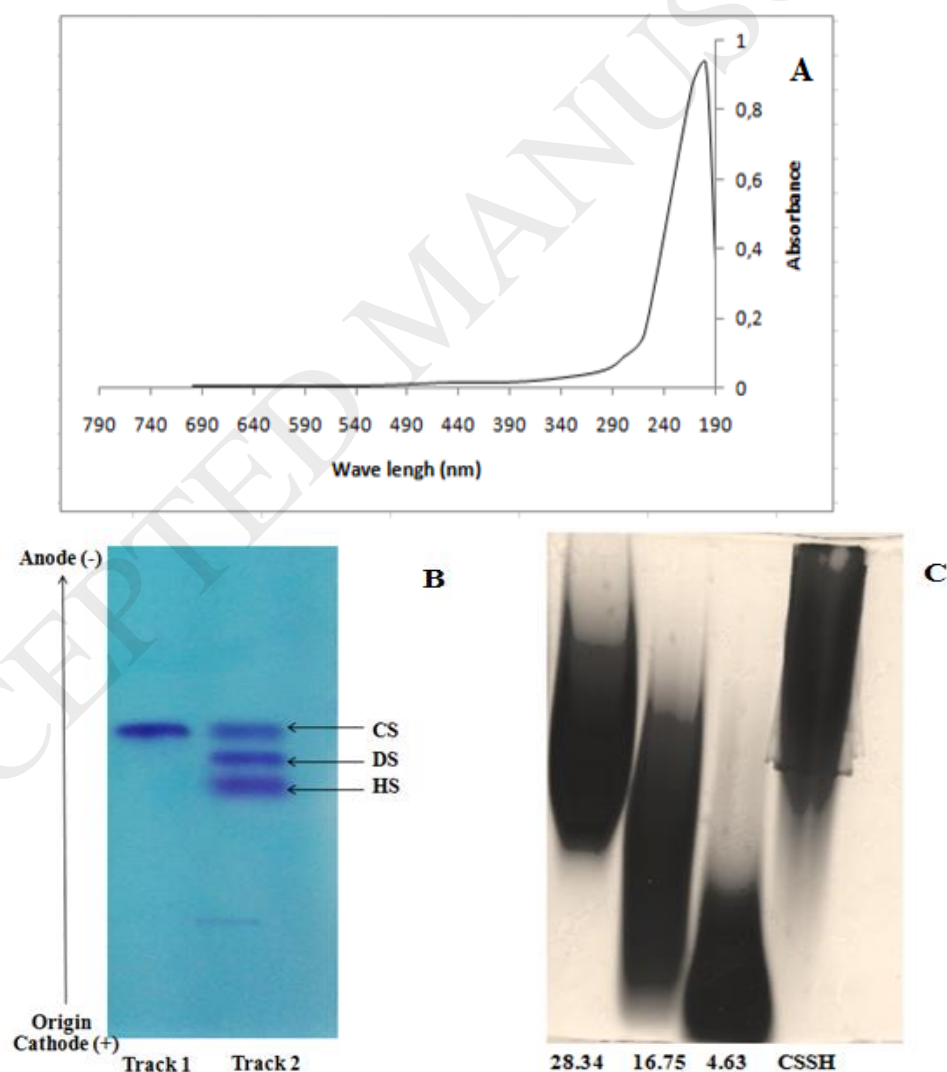 CEPTED MANUS
A
1
0,8
0,6
0,4
0,2
0
Absorbance
790 740 690 640 590 540 490 440 390 340 290 240 190
Wave lengh (nm)
Anode (-)
B
C
CS
DS
HS
Origin
Cathode (+)
Track 1 Track 2
28.34 16.75 4.63 CSSH